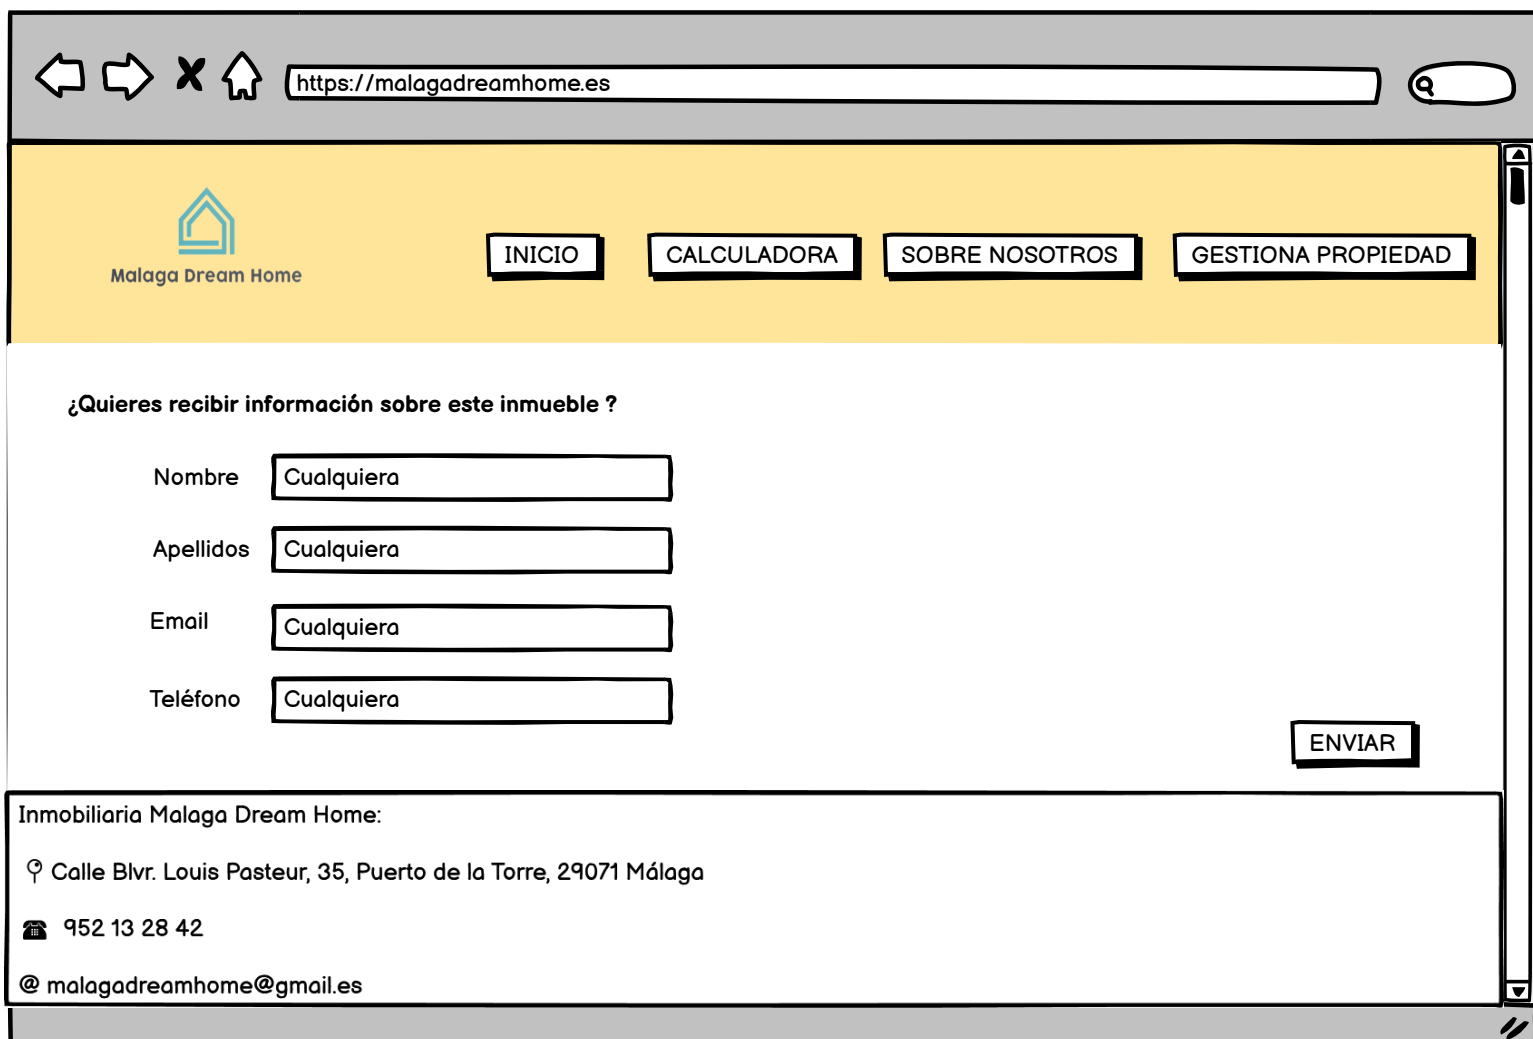 https://malagadreamhome.es
Malaga Dream Home
INICIO
CALCULADORA
SOBRE NOSOTROS
GESTIONA PROPIEDAD
¿Quieres recibir información sobre este inmueble ?
Nombre Cualquiera
Apellidos Cualquiera
Email Cualquiera
Teléfono Cualquiera
ENVIAR
Inmobiliaria Malaga Dream Home:
Calle Blvr. Louis Pasteur, 35, Puerto de la Torre, 29071 Málaga
952 13 28 42
@ malagadreamhome@gmail.es